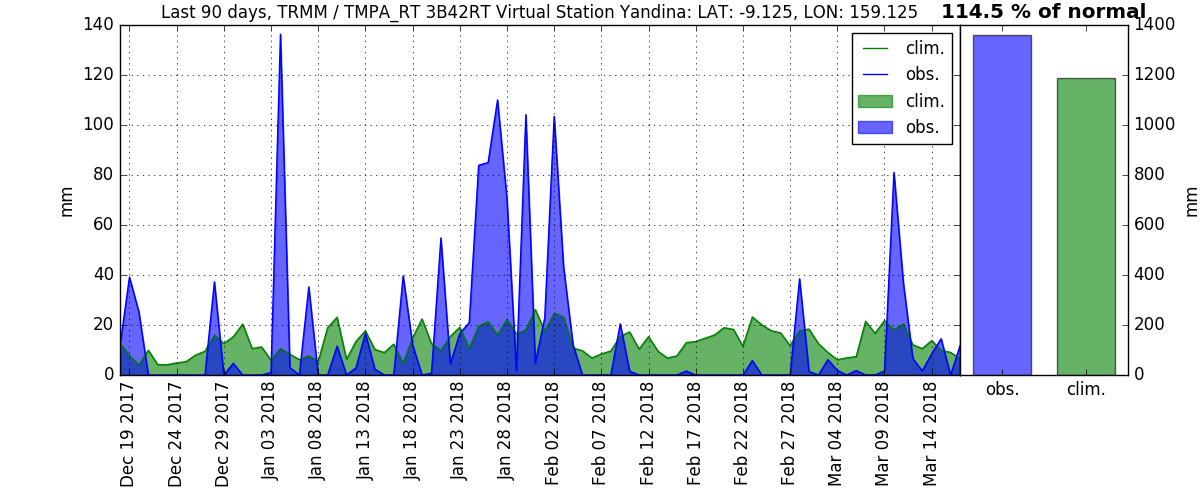 Last 90 days, TRMM / TMPA_RT 3B42RT Virtual Station Yandina: LAT: -9.125, LON: 159.125
114.5 % of normal
140
120
100
80
60
40
20
0
mm
clim.
obs.
clim.
obs.
1400
1200
1000
800
600
400
200
0
mm
Dec 19 2017
Dec 24 2017
Dec 29 2017
Jan 03 2018
Jan 08 2018
Jan 13 2018
Jan 18 2018
Jan 23 2018
Jan 28 2018
Feb 02 2018
Feb 07 2018
Feb 12 2018
Feb 17 2018
Feb 22 2018
Feb 27 2018
Mar 04 2018
Mar 09 2018
Mar 14 2018
obs.
clim.